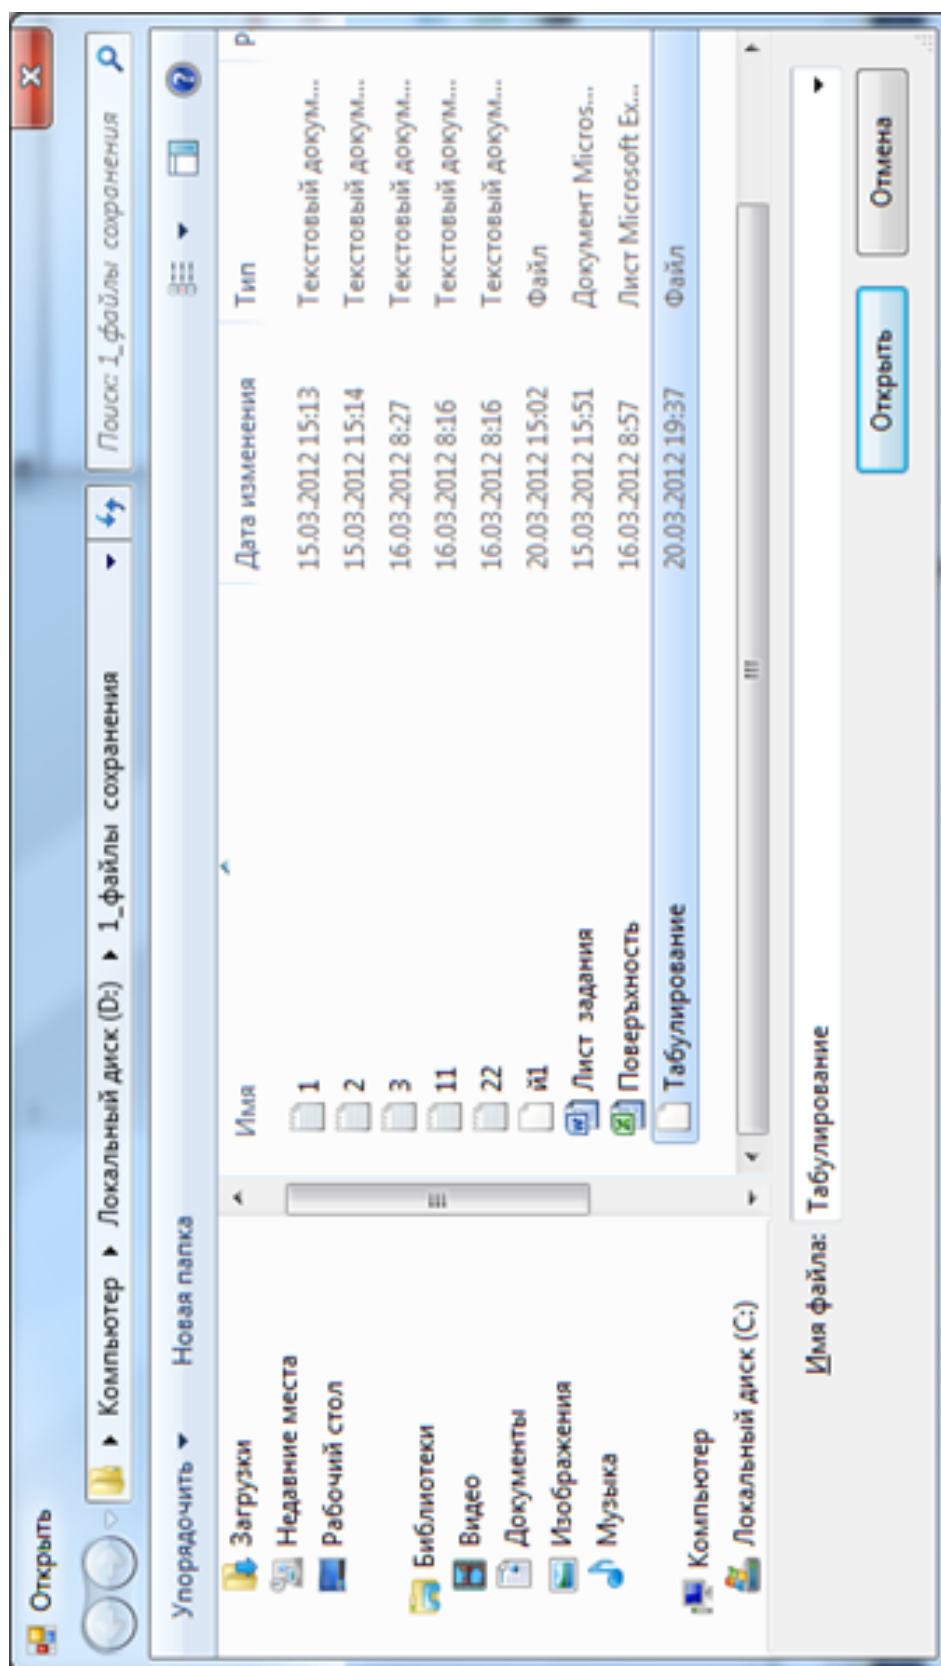 Открыть
Компьютер ▸ Локальный диск (D:) ▸ 1_файлы сохранения
Поиск: 1_файлы сохранения
Упорядочить
Новая папка
Загрузки
Недавние места
Рабочий стол
Библиотеки
Видео
Документы
Изображения
Музыка
Компьютер
Локальный диск (C:)
Имя Дата изменения Тип Р
1 15.03.2012 15:13 Текстовый докум...
2 15.03.2012 15:14 Текстовый докум...
3 16.03.2012 8:27 Текстовый докум...
11 16.03.2012 8:16 Текстовый докум...
22 16.03.2012 8:16 Текстовый докум...
й1 20.03.2012 15:02 Файл
Лист задания 15.03.2012 15:51 Документ Micros...
Поверъхность 16.03.2012 8:57 Лист Microsoft Ex...
Табулирование 20.03.2012 19:37 Файл
Имя файла: Табулирование
Открыть
Отмена